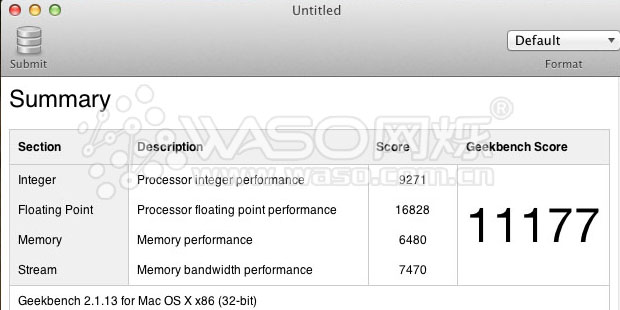 Untitled
Submit
Default
Format
Summary
Section Description Score Geekbench Score
Integer Processor integer performance 9271
Floating Point Processor floating point performance 16828
11177
Memory Memory performance 6480
Stream Memory bandwidth performance 7470
Geekbench 2.1.13 for Mac OS X x86 (32-bit)
WASO网烁®
www.waso.com.cn